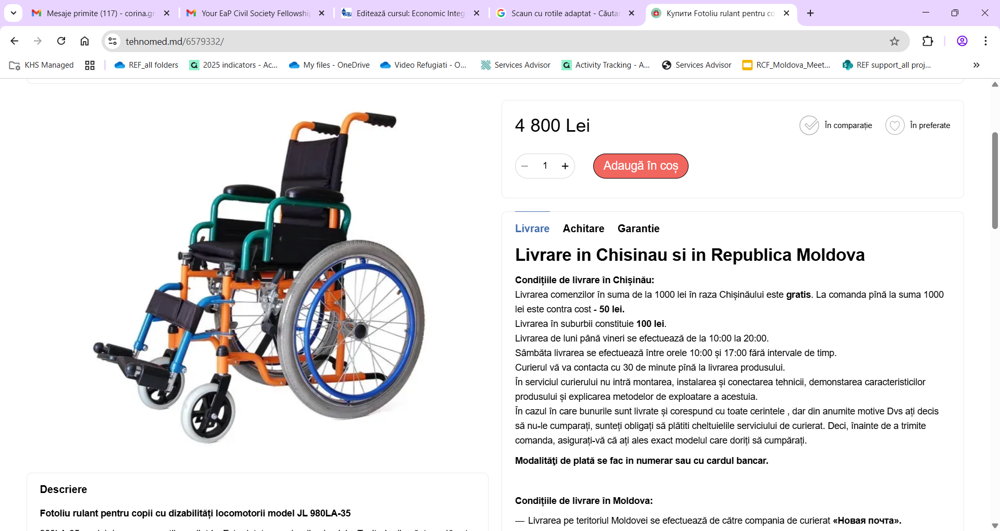 Mesaje primite (117) - corina.gr
Your EaP Civil Society Fellowship
Editează cursul: Economic Integ
Scaun cu rotile adaptat - Căutar
Купити Fotoliu rulant pentru co
tehnomed.md/6579332/
KHS Managed
REF_all folders
2025 indicators - Ac...
My files - OneDrive
Video Refugiati - O...
Services Advisor
Activity Tracking - A...
Services Advisor
RCF_Moldova_Meet...
REF support_all proj...
4 800 Lei
În comparație
În preferate
1
Adaugă în coș
Livrare Achitare Garantie
Livrare in Chisinau si in Republica Moldova
Condițiile de livrare în Chișinău:
Livrarea comenzilor în suma de la 1000 lei în raza Chișinăului este gratis. La comanda pînă la suma 1000
lei este contra cost - 50 lei.
Livrarea în suburbii constituie 100 lei.
Livrarea de luni până vineri se efectuează de la 10:00 la 20:00.
Sâmbăta livrarea se efectuează între orele 10:00 și 17:00 fără intervale de timp.
Curierul vă va contacta cu 30 de minute pînă la livrarea produsului.
În serviciul curierului nu intră montarea, instalarea și conectarea tehnicii, demonstarea caracteristicilor
produsului și explicarea metodelor de exploatare a acestuia.
În cazul în care bunurile sunt livrate și corespund cu toate cerintele , dar din anumite motive Dvs ați decis
să nu-le cumparați, sunteți obligați să plătiti cheltuielile serviciului de curierat. Deci, înainte de a trimite
comanda, asigurați-vă că ați ales exact modelul care doriți să cumpărați.
Modalităţi de plată se fac in numerar sau cu cardul bancar.
Condițiile de livrare în Moldova:
— Livrarea pe teritoriul Moldovei se efectuează de către compania de curierat «Новая почта».
Descriere
Fotoliu rulant pentru copii cu dizabilități locomotorii model JL 980LA-35